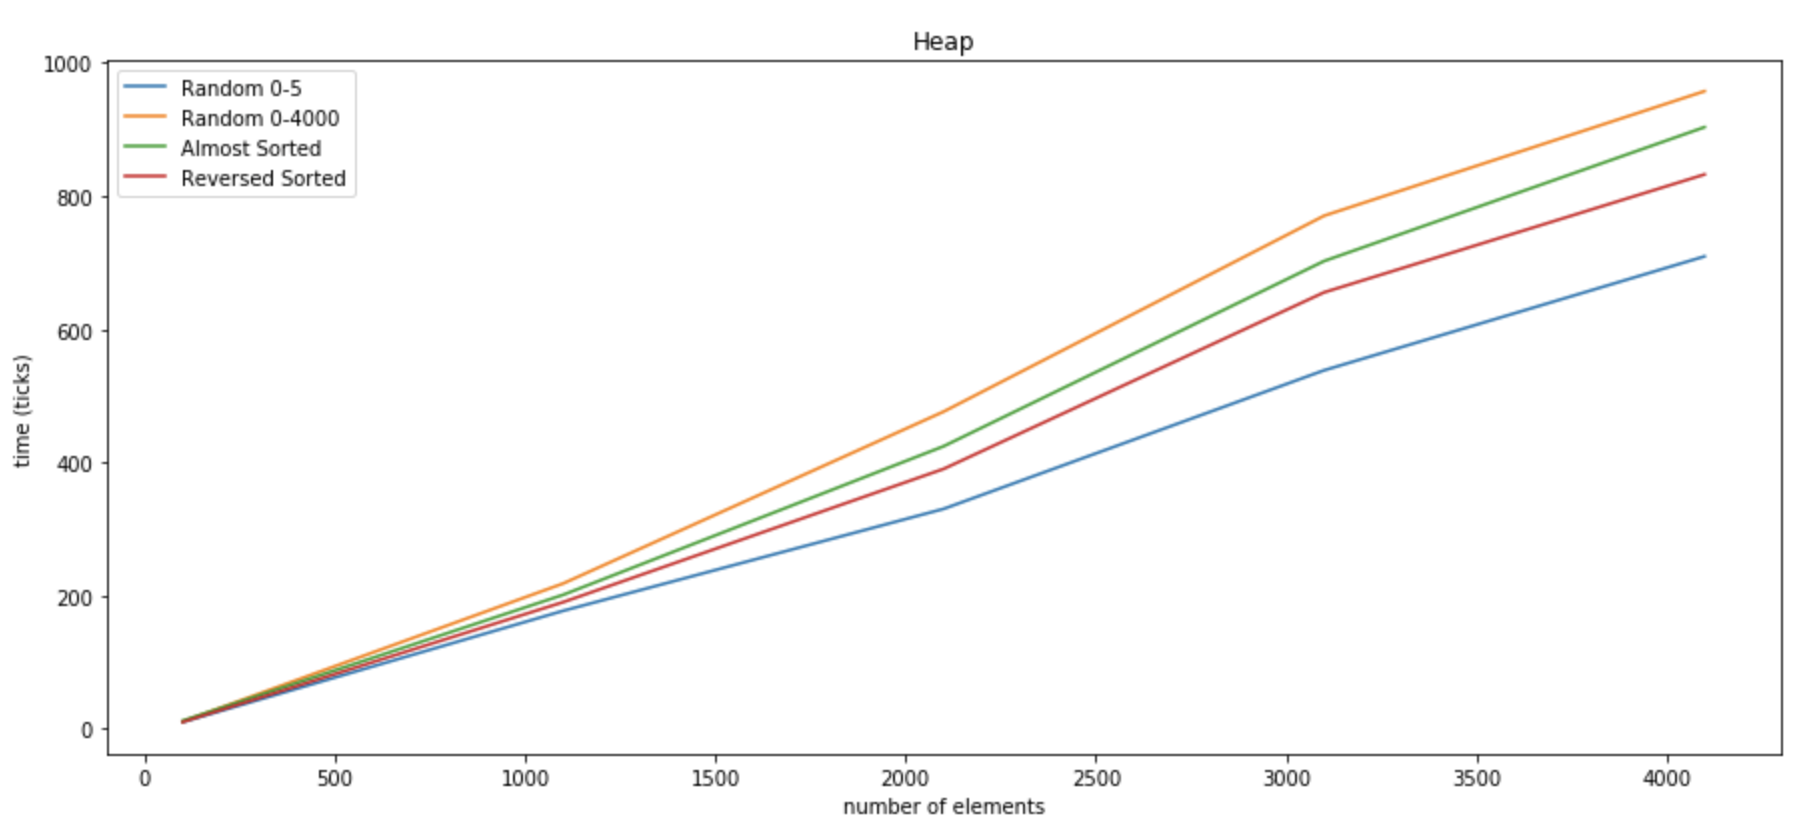 Heap
1000
800
600
400
200
0
time (ticks)
Random 0-5
Random 0-4000
Almost Sorted
Reversed Sorted
0 500 1000 1500 2000 2500 3000 3500 4000
number of elements